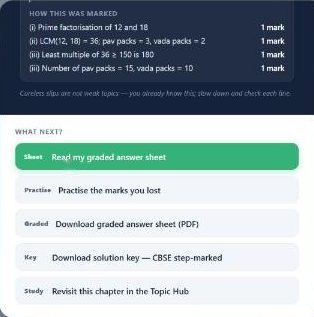 HOW THIS WAS MARKED
(i) Prime factorisation of 12 and 18 1 mark
(ii) LCM(12, 18) = 36; pav packs = 3, vada packs = 2 1 mark
(iii) Least multiple of 36 ≥ 150 is 180 1 mark
(iii) Number of pav packs = 15, vada packs = 10 1 mark
Careless slips are not weak topics — you already know this; slow down and check each line.
WHAT NEXT?
Sheet Read my graded answer sheet
Practise Practise the marks you lost
Graded Download graded answer sheet (PDF)
Key Download solution key — CBSE step-marked
Study Revisit this chapter in the Topic Hub